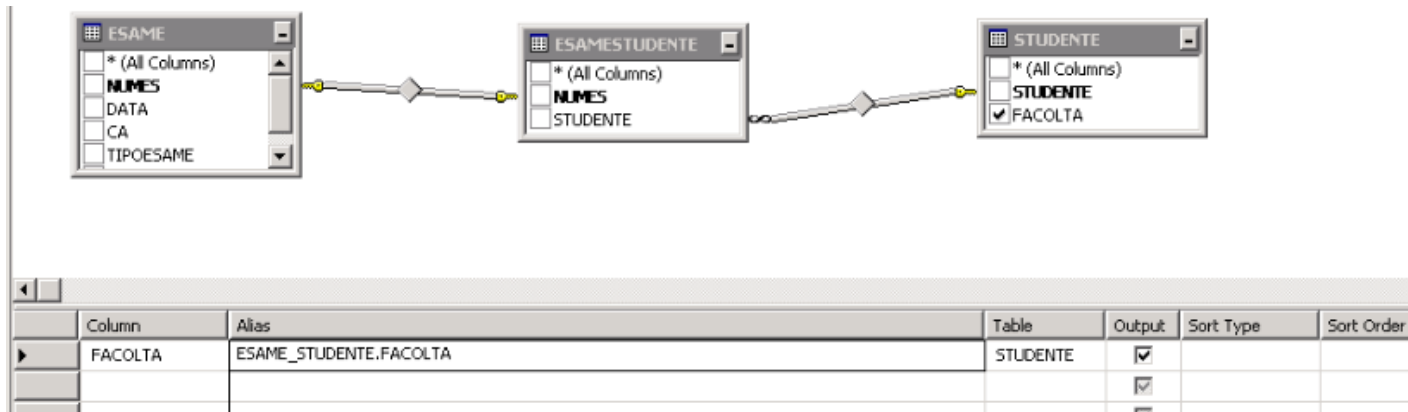 ESAME
* (All Columns)
NUMES
DATA
CA
TIPOESAME
ESAMESTUDENTE
* (All Columns)
NUMES
STUDENTE
STUDENTE
* (All Columns)
STUDENTE
FACOLTA
Column Alias Table Output Sort Type Sort Order
FACOLTA ESAME_STUDENTE.FACOLTA STUDENTE